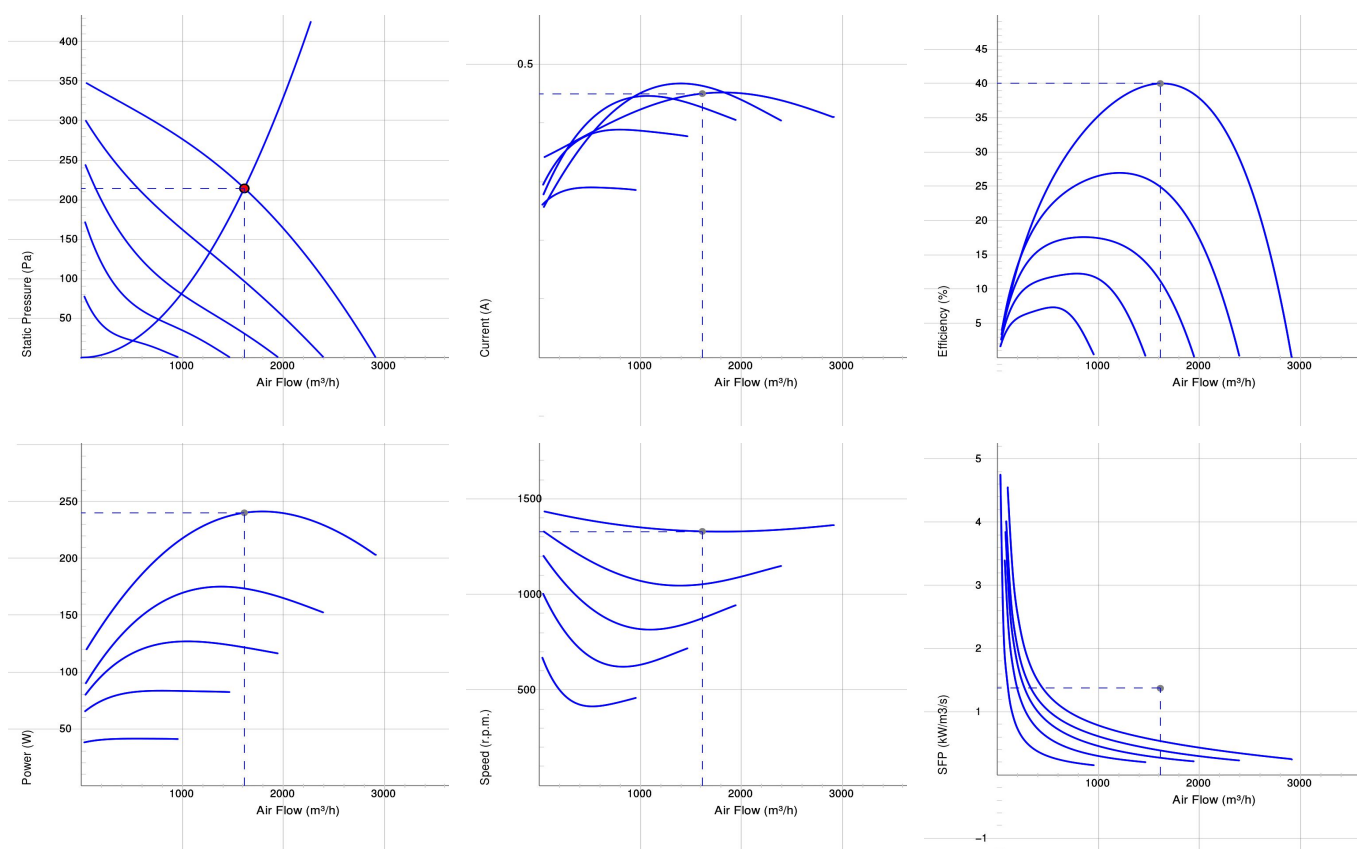 400
350
300
250
200
150
100
50
Static Pressure (Pa)
1000 2000 3000
Air Flow (m³/h)
0.5
Current (A)
1000 2000 3000
Air Flow (m³/h)
45
40
35
30
25
20
15
10
5
Efficiency (%)
1000 2000 3000
Air Flow (m³/h)
250
200
150
100
50
Power (W)
1000 2000 3000
Air Flow (m³/h)
1500
1000
500
Speed (r.p.m.)
1000 2000 3000
Air Flow (m³/h)
5
4
3
2
1
−1
SFP (kW/m3/s)
1000 2000 3000
Air Flow (m³/h)